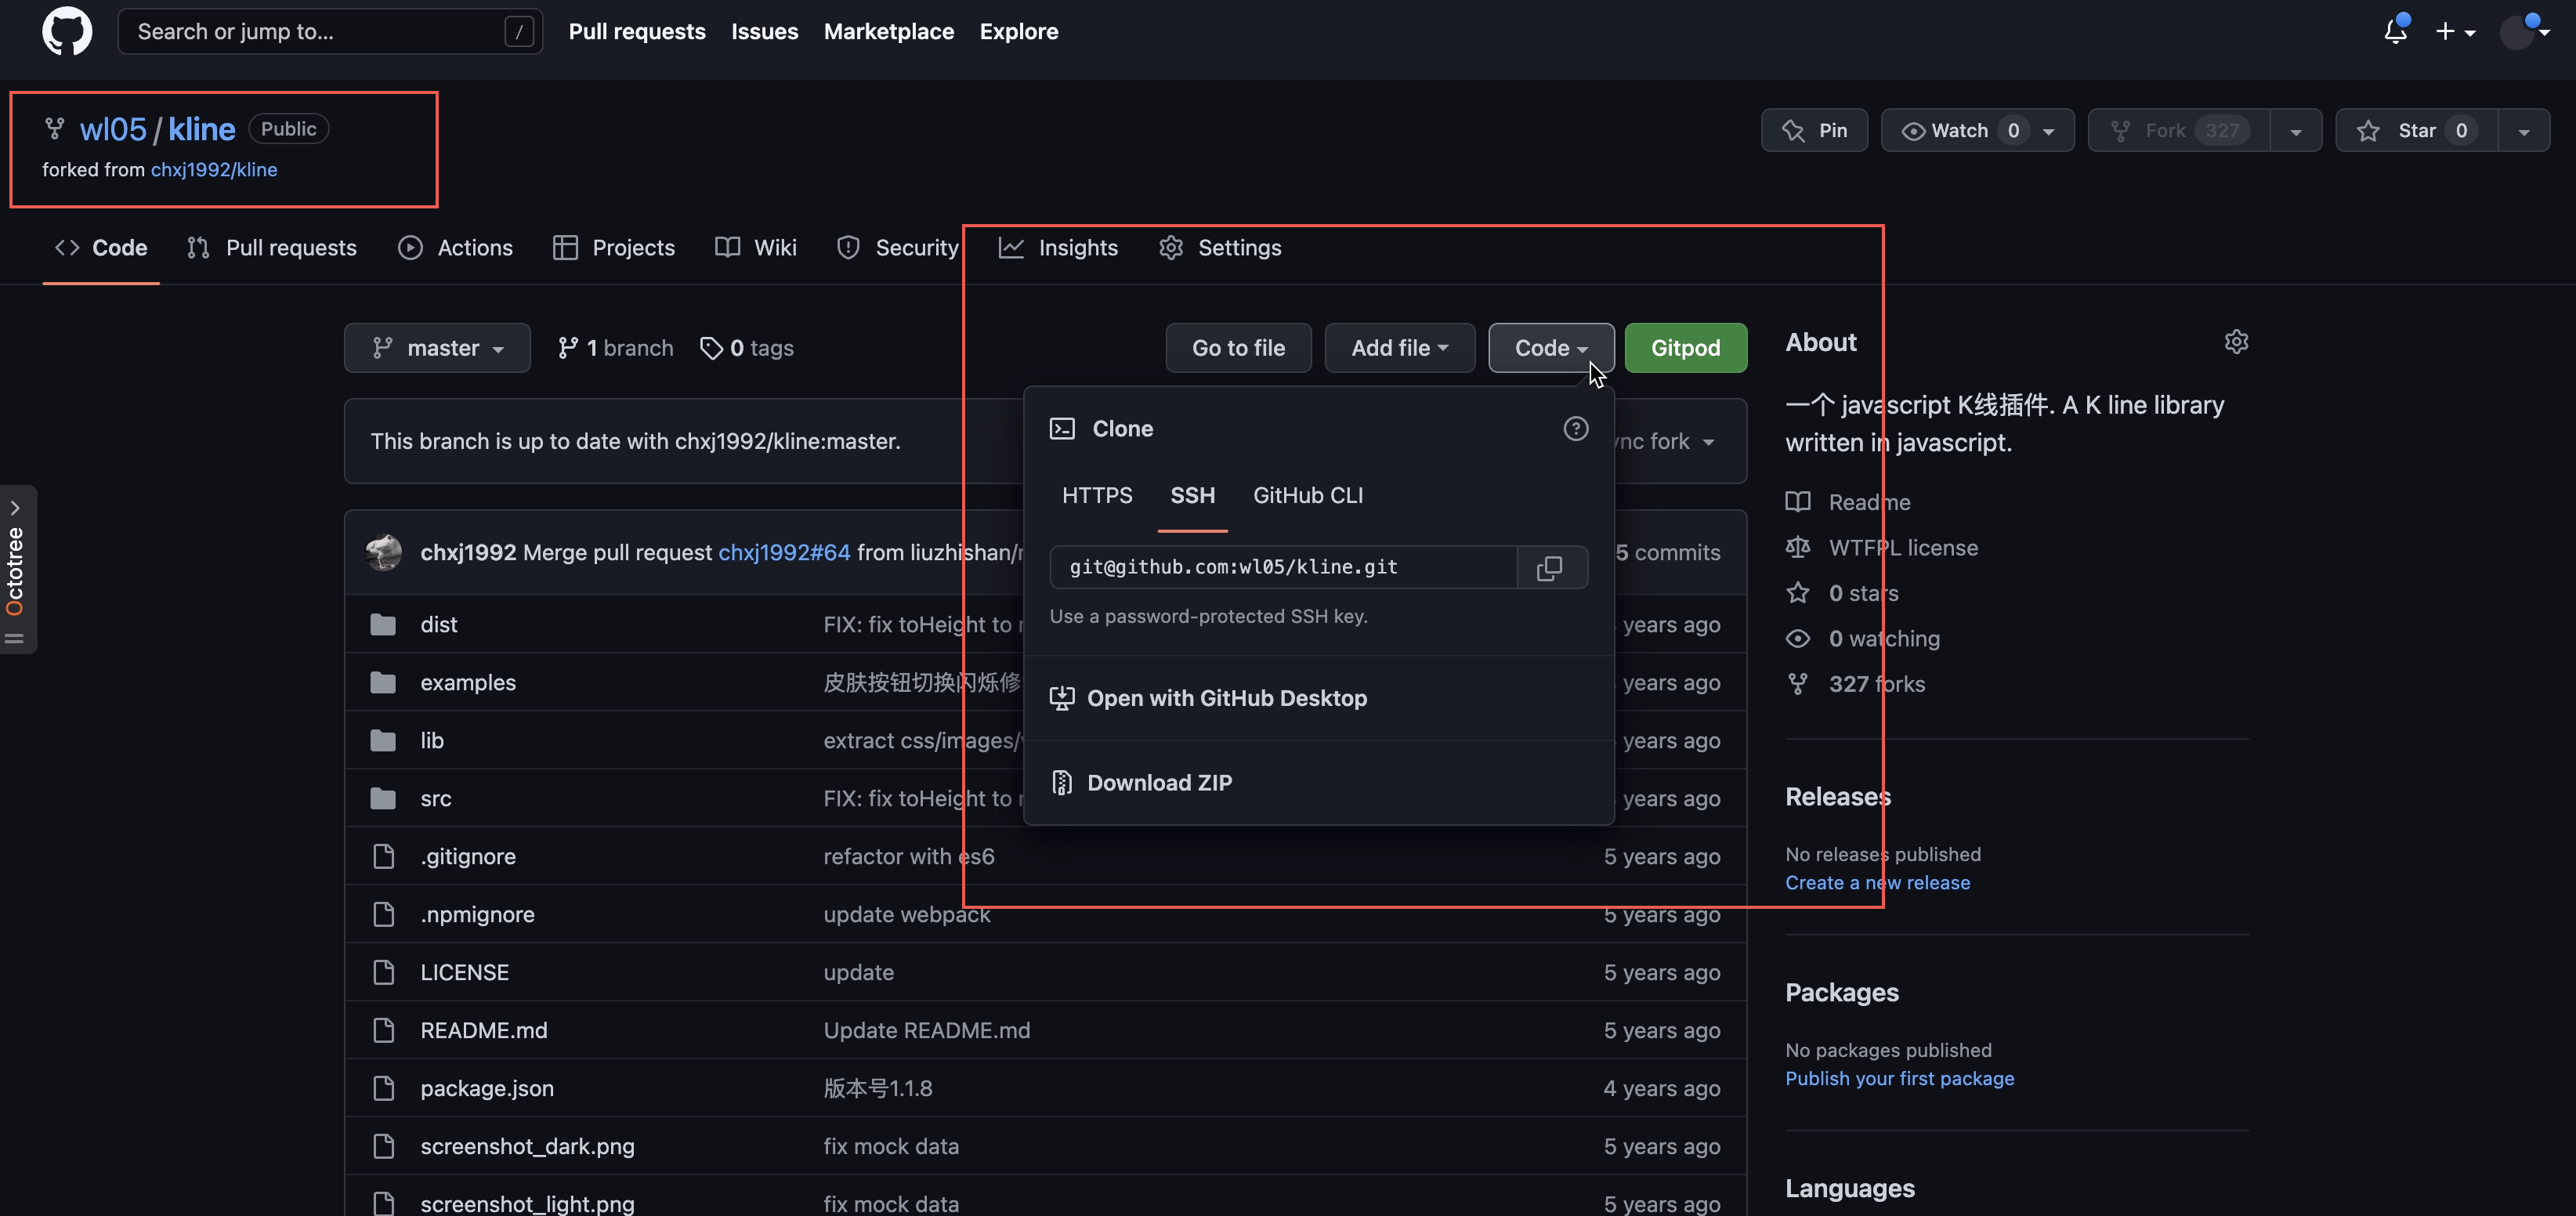 Search or jump to... /
Pull requests Issues Marketplace Explore
wl05 / kline Public
forked from chxj1992/kline
Pin
Watch 0
Fork 327
Star 0
Code Pull requests Actions Projects Wiki Security Insights Settings
master 1 branch 0 tags
Go to file Add file Code Gitpod
This branch is up to date with chxj1992/kline:master.
fork
chxj1992 Merge pull request chxj1992#64 from liuzhishan/
5 commits
dist FIX: fix toHeight to years ago
examples 皮肤按钮切换闪烁修 years ago
lib extract css/images/ years ago
src FIX: fix toHeight to years ago
.gitignore refactor with es6 5 years ago
.npmignore update webpack 5 years ago
LICENSE update 5 years ago
README.md Update README.md 5 years ago
package.json 版本号1.1.8 4 years ago
screenshot_dark.png fix mock data 5 years ago
screenshot_light.png fix mock data 5 years ago
Clone ?
HTTPS SSH GitHub CLI
git@github.com:wl05/kline.git
Use a password-protected SSH key.
Open with GitHub Desktop
Download ZIP
About
一个 javascript K线插件. A K line library
written in javascript.
Readme
WTFPL license
0 stars
0 watching
327 forks
Releases
No releases published
Create a new release
Packages
No packages published
Publish your first package
Languages
Octotree